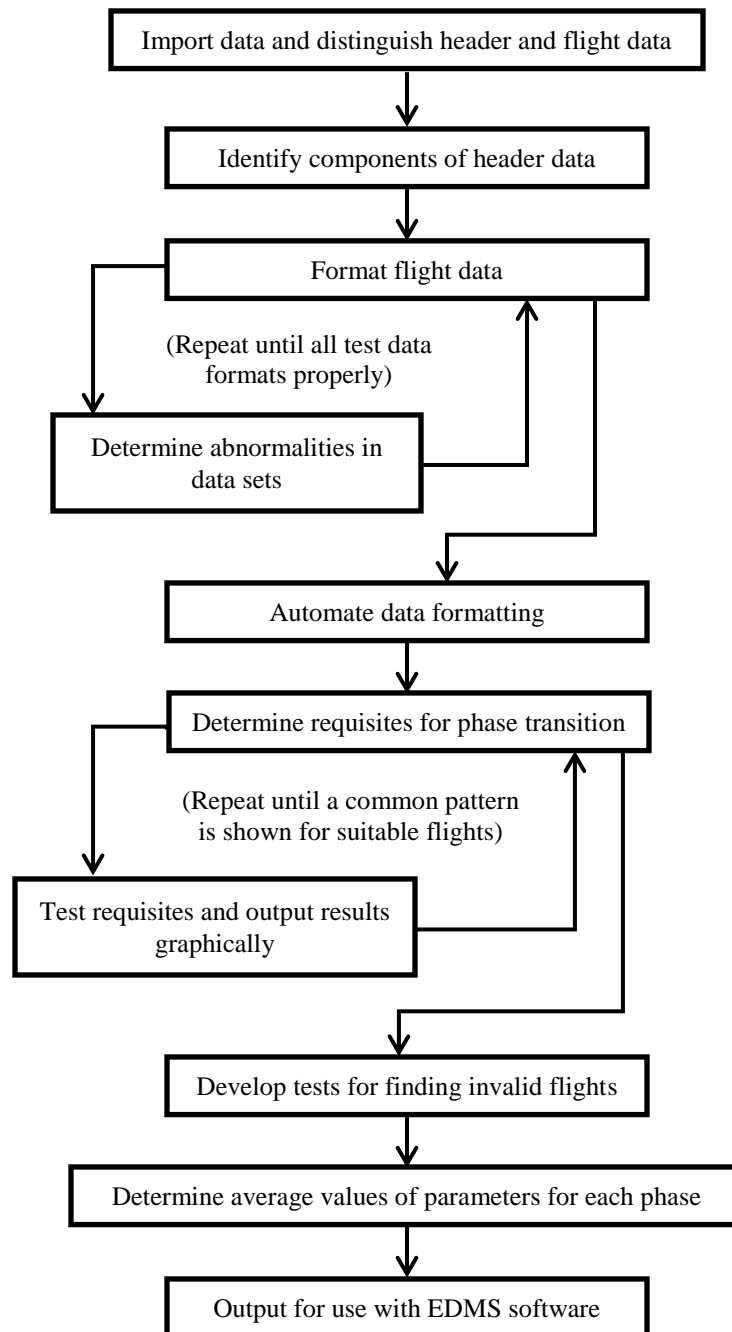 Import data and distinguish header and flight data
Identify components of header data
Format flight data
(Repeat until all test data
formats properly)
Determine abnormalities in
data sets
Automate data formatting
Determine requisites for phase transition
(Repeat until a common pattern
is shown for suitable flights)
Test requisites and output results
graphically
Develop tests for finding invalid flights
Determine average values of parameters for each phase
Output for use with EDMS software